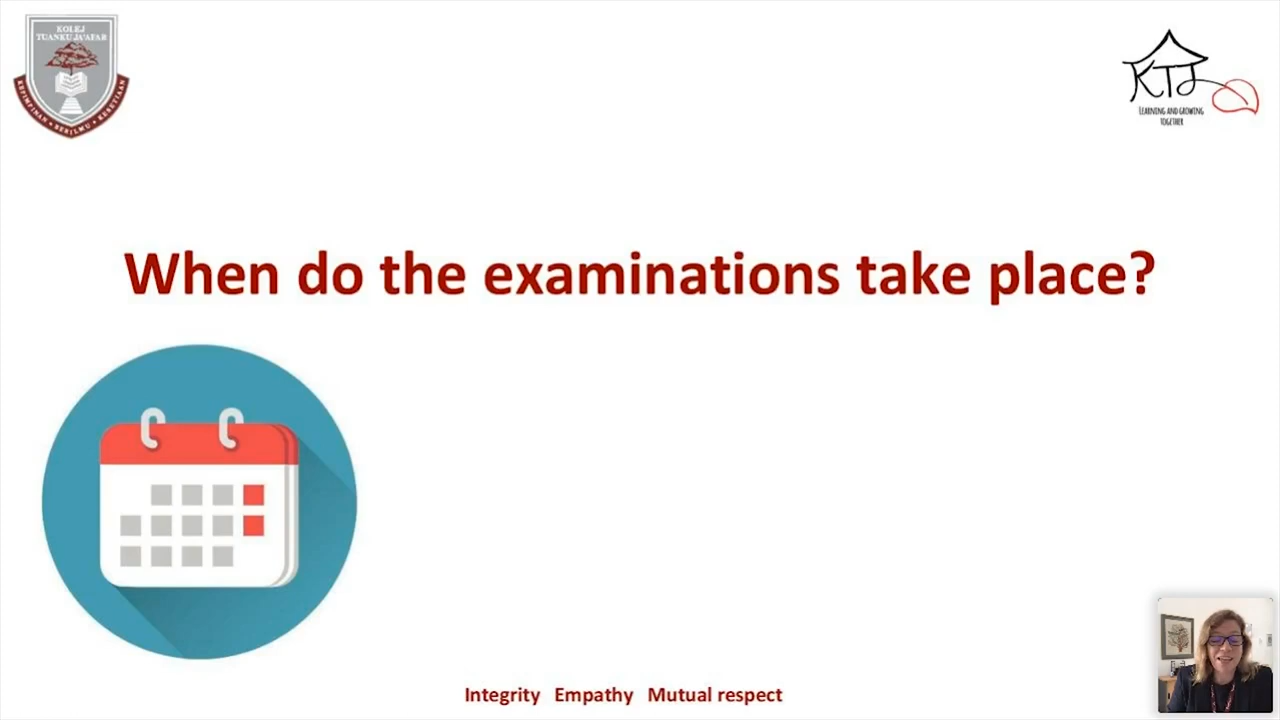 KOLEJ
TUANKU JA'AFAR
KEPIMPINAN • BERILMU • KESETIAAN
KTJ
LEARNING AND GROWING
TOGETHER
When do the examinations take place?
Integrity Empathy Mutual respect